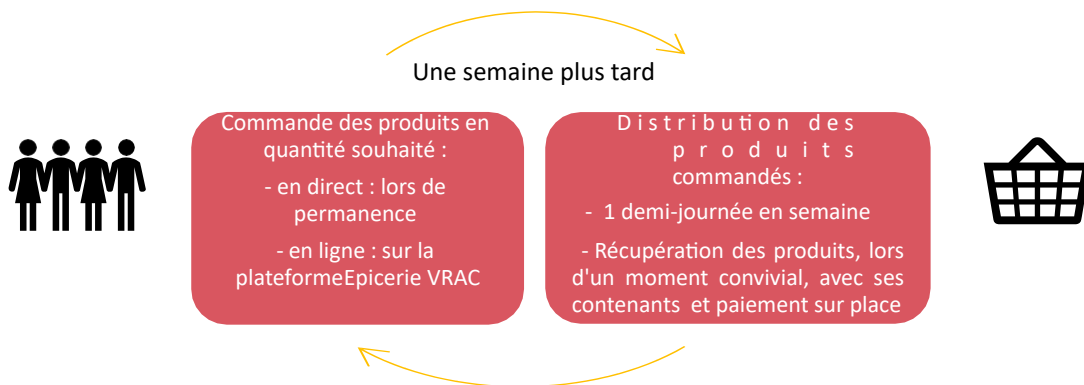 Une semaine plus tard
Commande des produits en
quantité souhaité :
- en direct : lors de
permanence
- en ligne : sur la
plateformeEpicerie VRAC
Distribution des
produits
commandés :
- 1 demi-journée en semaine
- Récupération des produits, lors
d'un moment convivial, avec ses
contenants et paiement sur place